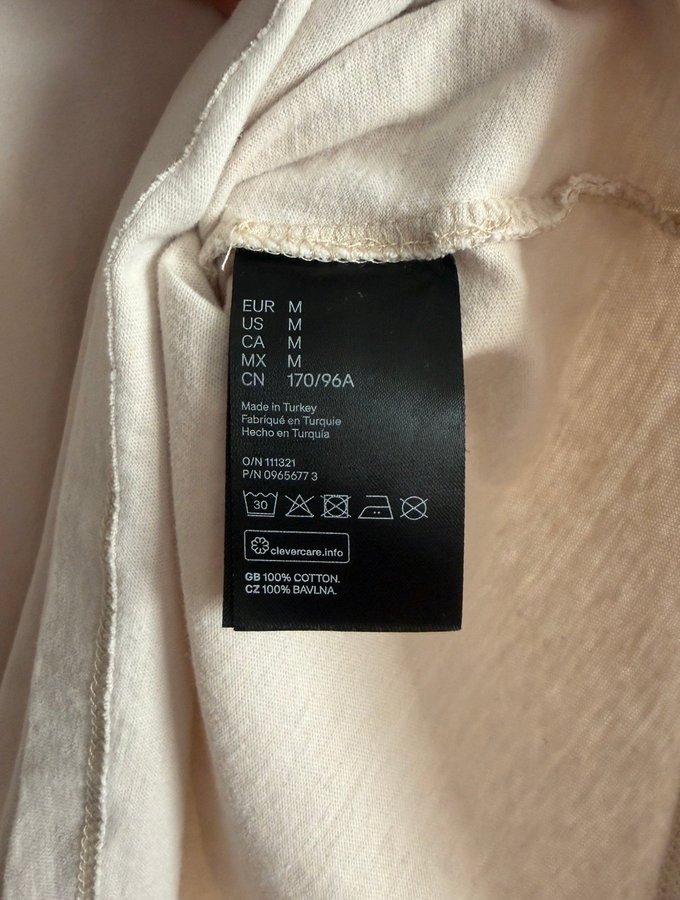 EUR M
US M
CA M
MX M
CN 170/96A
Made in Turkey
Fabriqué en Turquie
Hecho en Turquía
O/N 111321
P/N 0965677 3
30
clevercare.info
GB 100% COTTON.
CZ 100% BAVLNA.